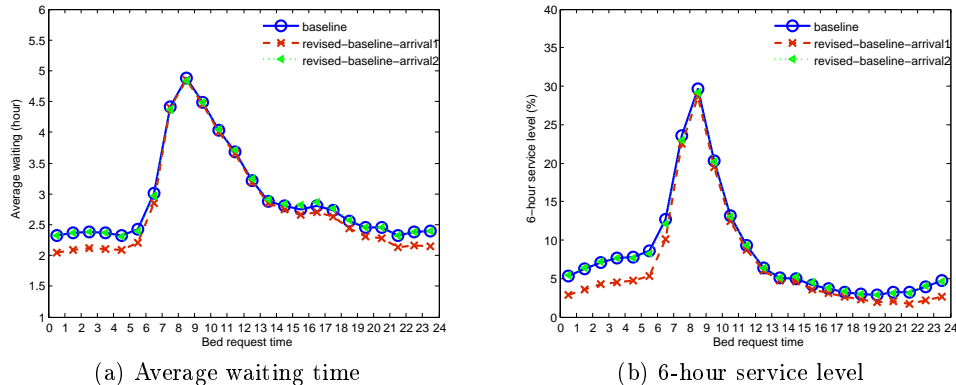 6
5.5
5
4.5
4
3.5
3
2.5
2
1.5
1
Average waiting (hour)
baseline
revised-baseline-arrival1
revised-baseline-arrival2
0 1 2 3 4 5 6 7 8 9 10 11 12 13 14 15 16 17 18 19 20 21 22 23 24
Bed request time
(a) Average waiting time
40
35
30
25
20
15
10
5
0
6-hour service level (%)
baseline
revised-baseline-arrival1
revised-baseline-arrival2
0 1 2 3 4 5 6 7 8 9 10 11 12 13 14 15 16 17 18 19 20 21 22 23 24
Bed request time
(b) 6-hour service level